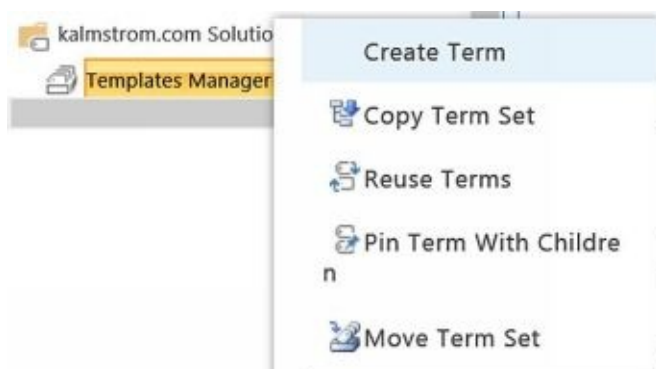 kalmstrom.com Solutio
Templates Manager
Create Term
Copy Term Set
Reuse Terms
Pin Term With Childre
n
Move Term Set